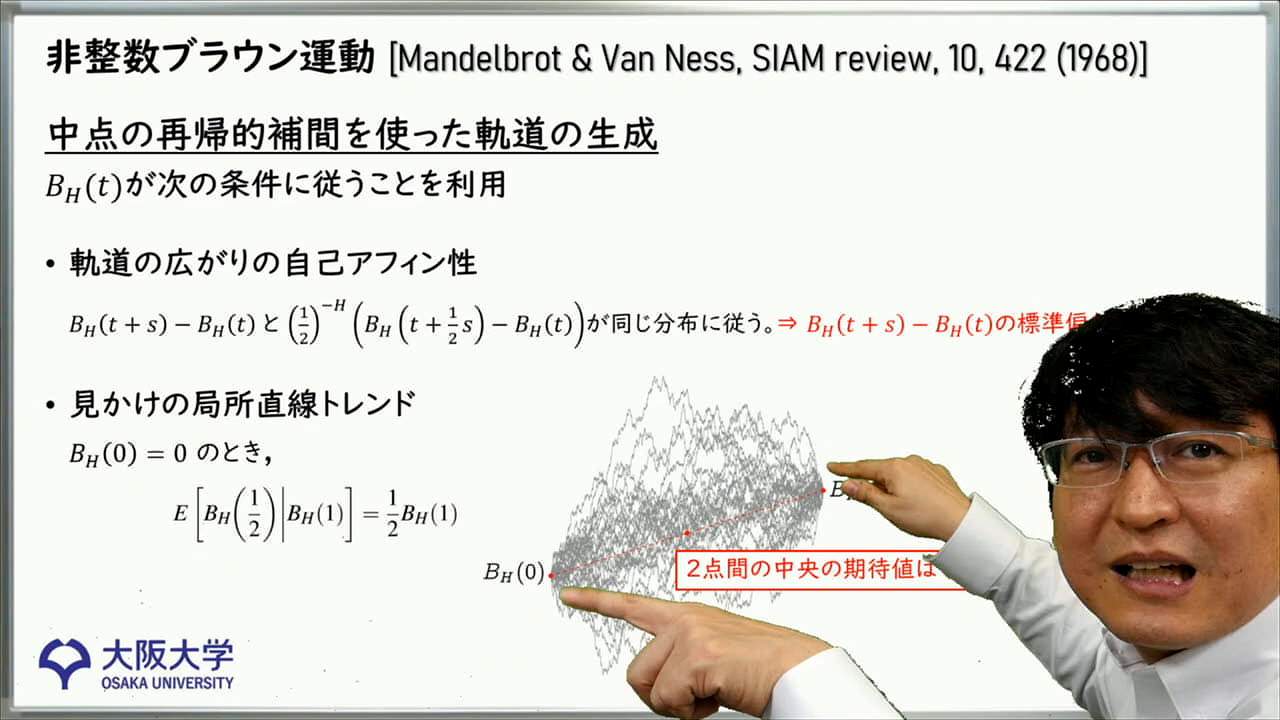 非整数ブラウン運動 [Mandelbrot & Van Ness, SIAM review, 10, 422 (1968)]
中点の再帰的補間を使った軌道の生成
B_H(t)が次の条件に従うことを利用
• 軌道の広がりの自己アフィン性
B_H(t + s) − B_H(t) と (1/2)^{−H} (B_H (t + 1/2 s) − B_H(t))が同じ分布に従う。⇒ B_H(t + s) − B_H(t)の標準偏
• 見かけの局所直線トレンド
B_H(0) = 0 のとき,
E [B_H(1/2) | B_H(1)] = 1/2 B_H(1)
B
B_H(0)
2点間の中央の期待値は
大阪大学
OSAKA UNIVERSITY